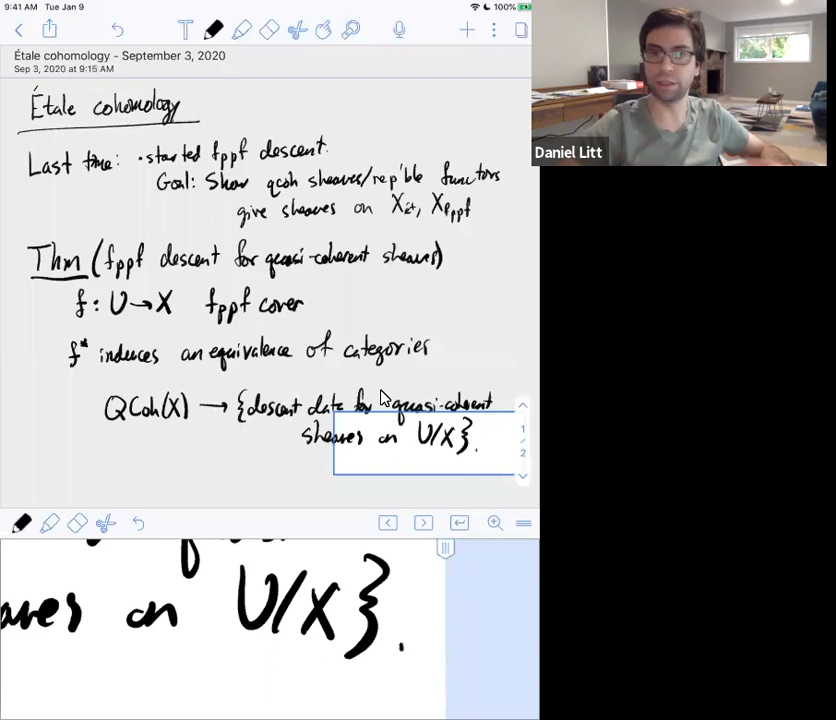 9:41 AM Tue Jan 9
100%
Étale cohomology - September 3, 2020
Sep 3, 2020 at 9:15 AM
Étale cohomology
Last time: · started fppf descent.
Goal: Show qcoh sheaves/rep'ble functors
give sheaves on X_ét, X_fppf
Thm (fppf descent for quasi-coherent sheaves)
f: U → X fppf cover
f* induces an equivalence of categories
QCoh(X) → {descent data for quasi-coherent
sheaves on U/X}.
1
/
2
aves on U/X}.
Daniel Litt